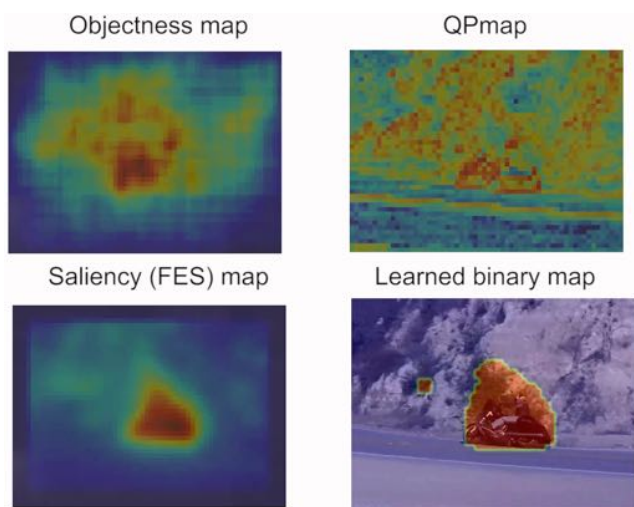 Objectness map
QPmap
Saliency (FES) map
Learned binary map